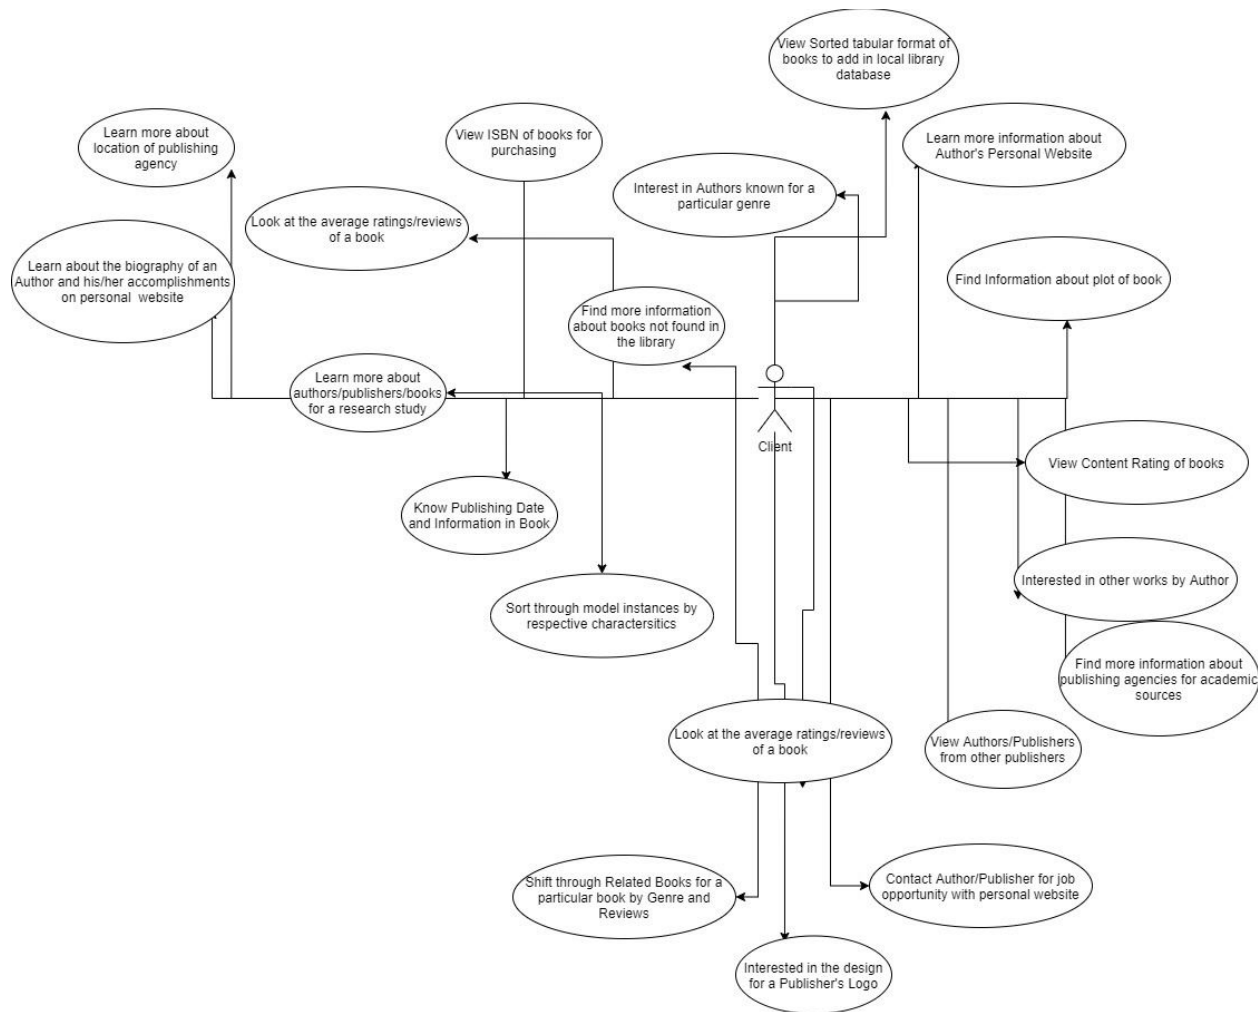 View Sorted tabular format of
books to add in local library
database
Learn more about
location of publishing
agency
View ISBN of books for
purchasing
Learn more information about
Author's Personal Website
Interest in Authors known for a
particular genre
Look at the average ratings/reviews
of a book
Learn about the biography of an
Author and his/her accomplishments
on personal website
Find Information about plot of book
Find more information
about books not found in
the library
Learn more about
authors/publishers/books
for a research study
Client
View Content Rating of books
Know Publishing Date
and Information in Book
Interested in other works by Author
Sort through model instances by
respective charactersitics
Find more information about
publishing agencies for academic
sources
Look at the average ratings/reviews
of a book
View Authors/Publishers
from other publishers
Shift through Related Books for a
particular book by Genre and
Reviews
Contact Author/Publisher for job
opportunity with personal website
Interested in the design
for a Publisher's Logo